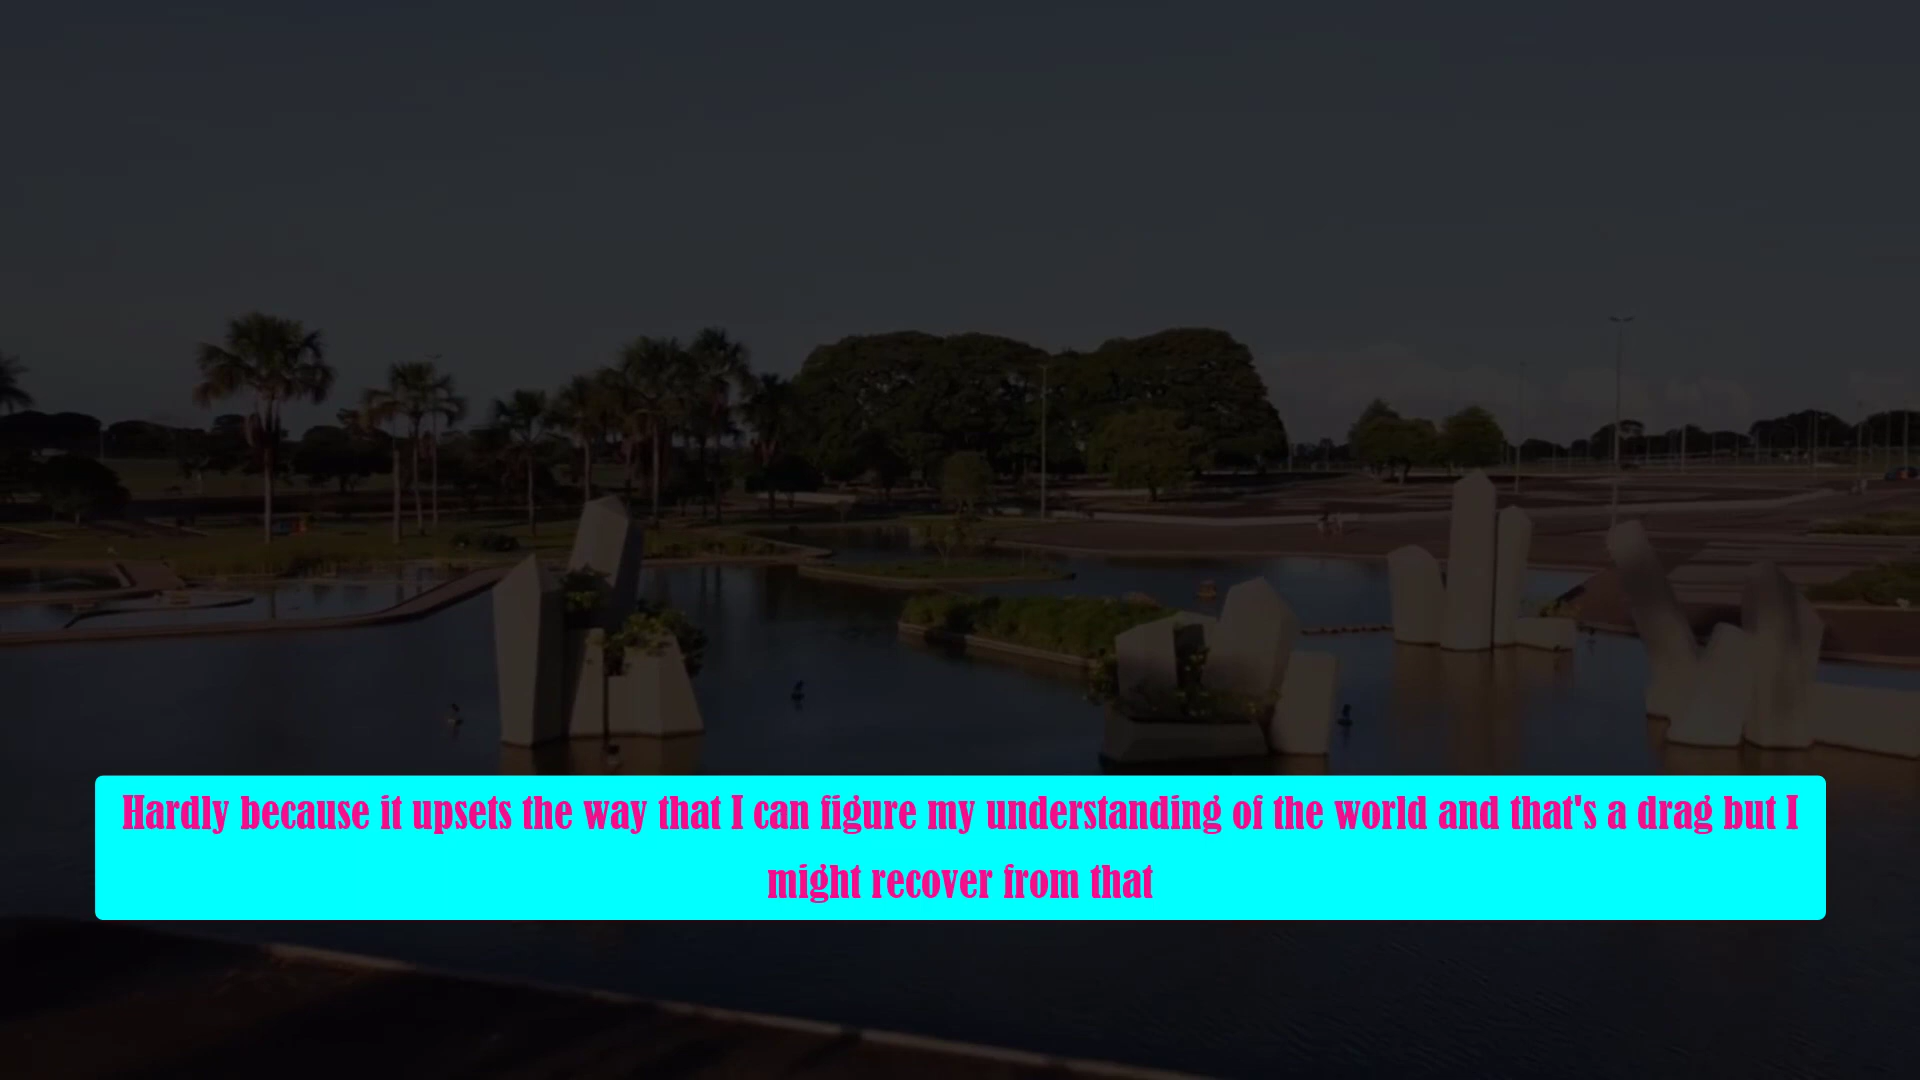 Hardly because it upsets the way that I can figure my understanding of the world and that's a drag but I
might recover from that